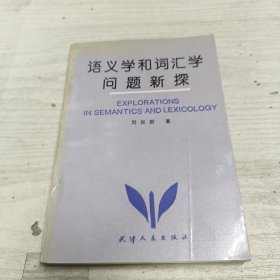 语义学和词汇学
问题新探
EXPLORATIONS
IN SEMANTICS AND LEXICOLOGY
刘叔新 著
天津人民出版社